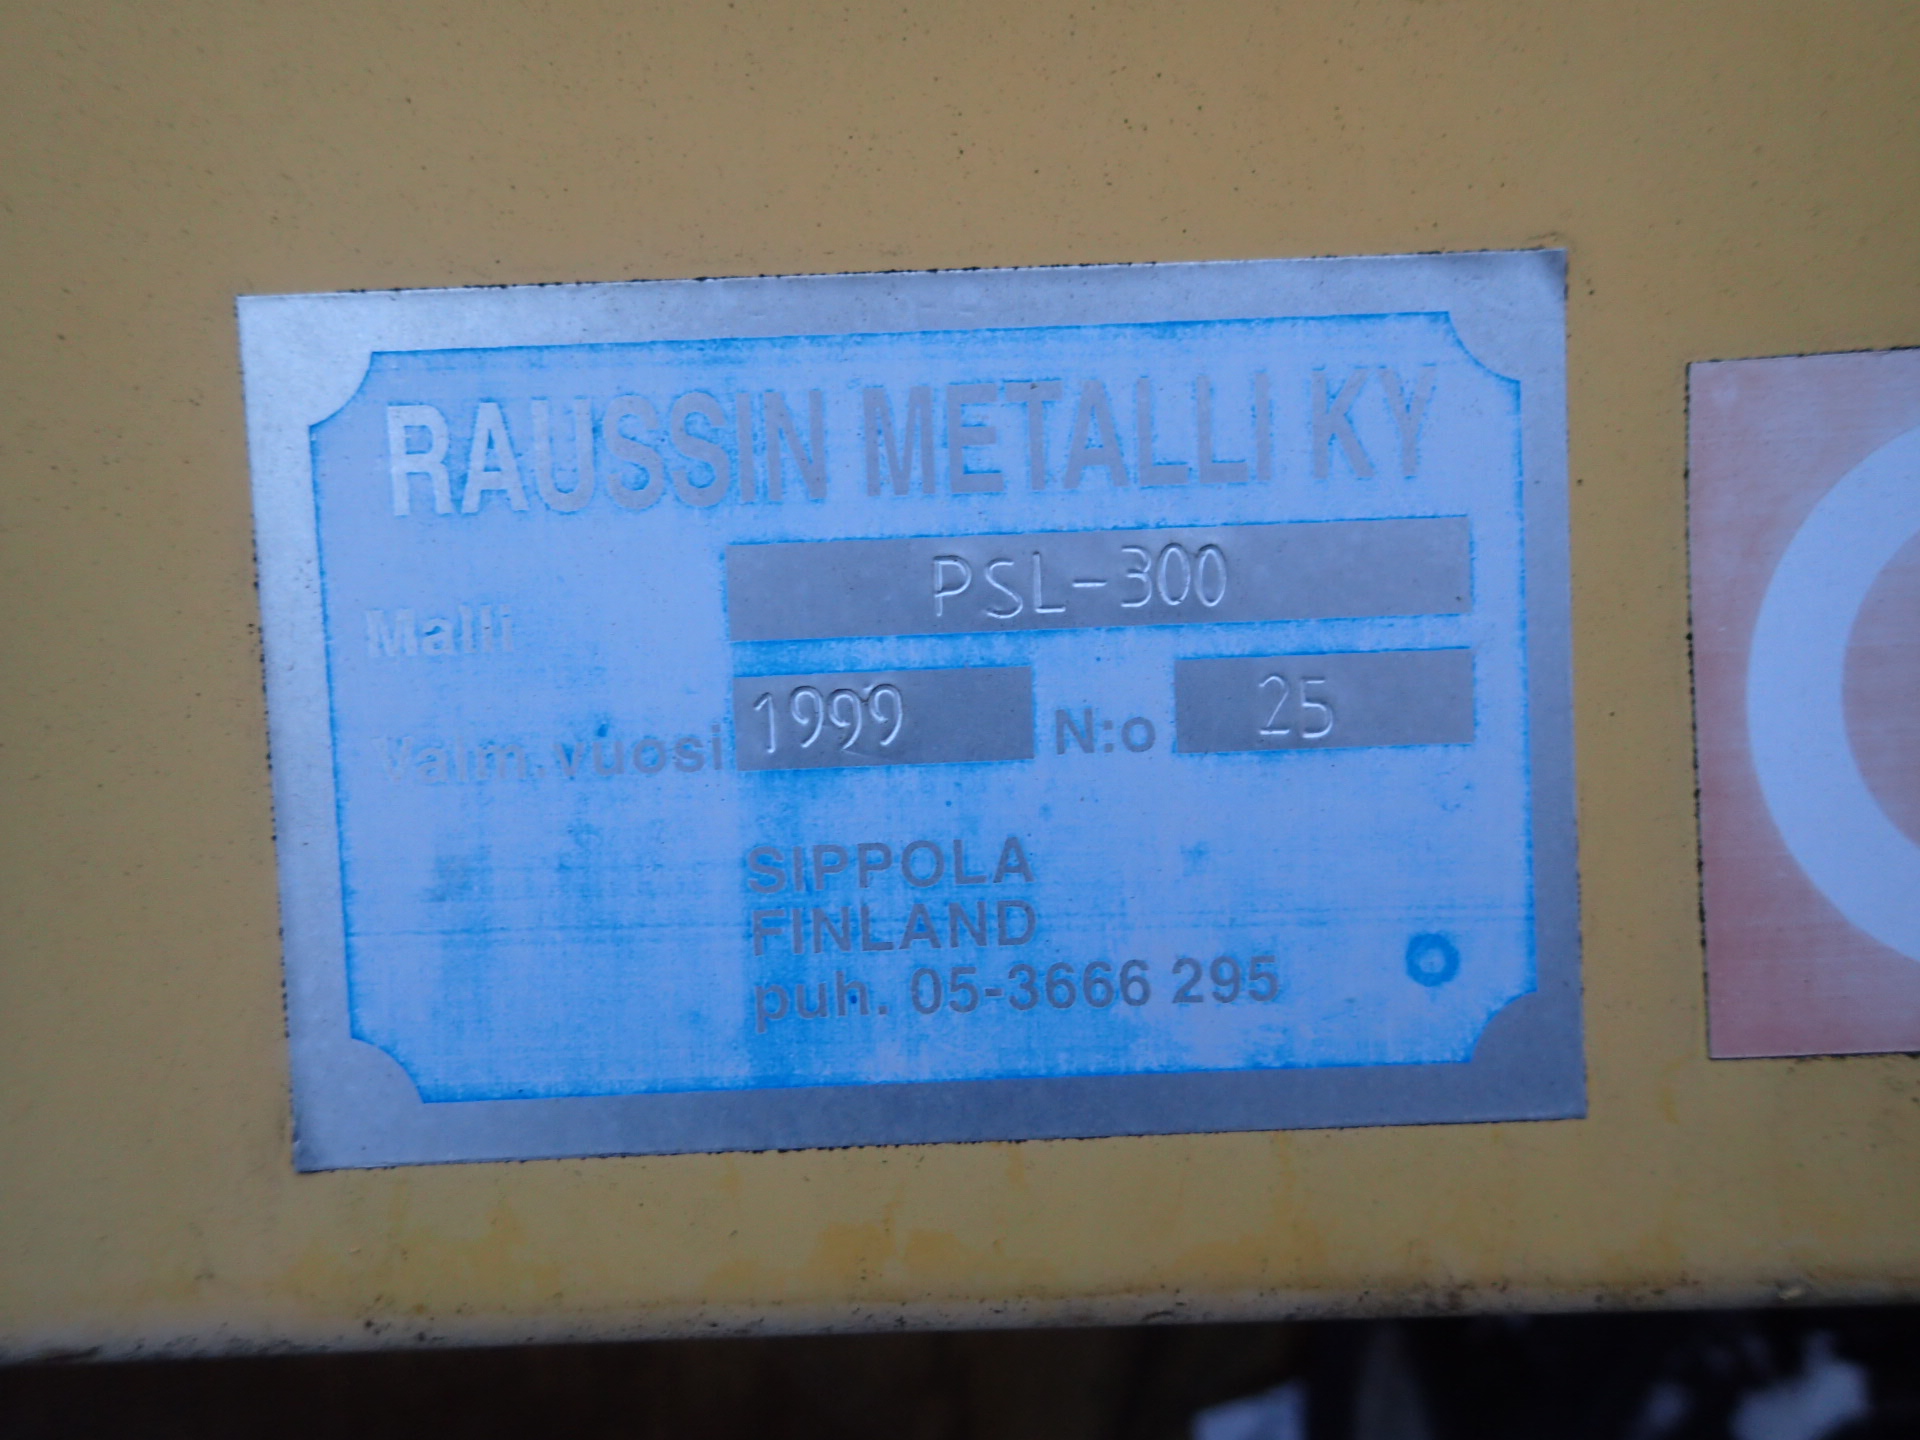 RAUSSIN METALLI KY
Malli PSL-300
Valm.vuosi 1999 N:o 25
SIPPOLA
FINLAND
puh. 05-3666 295